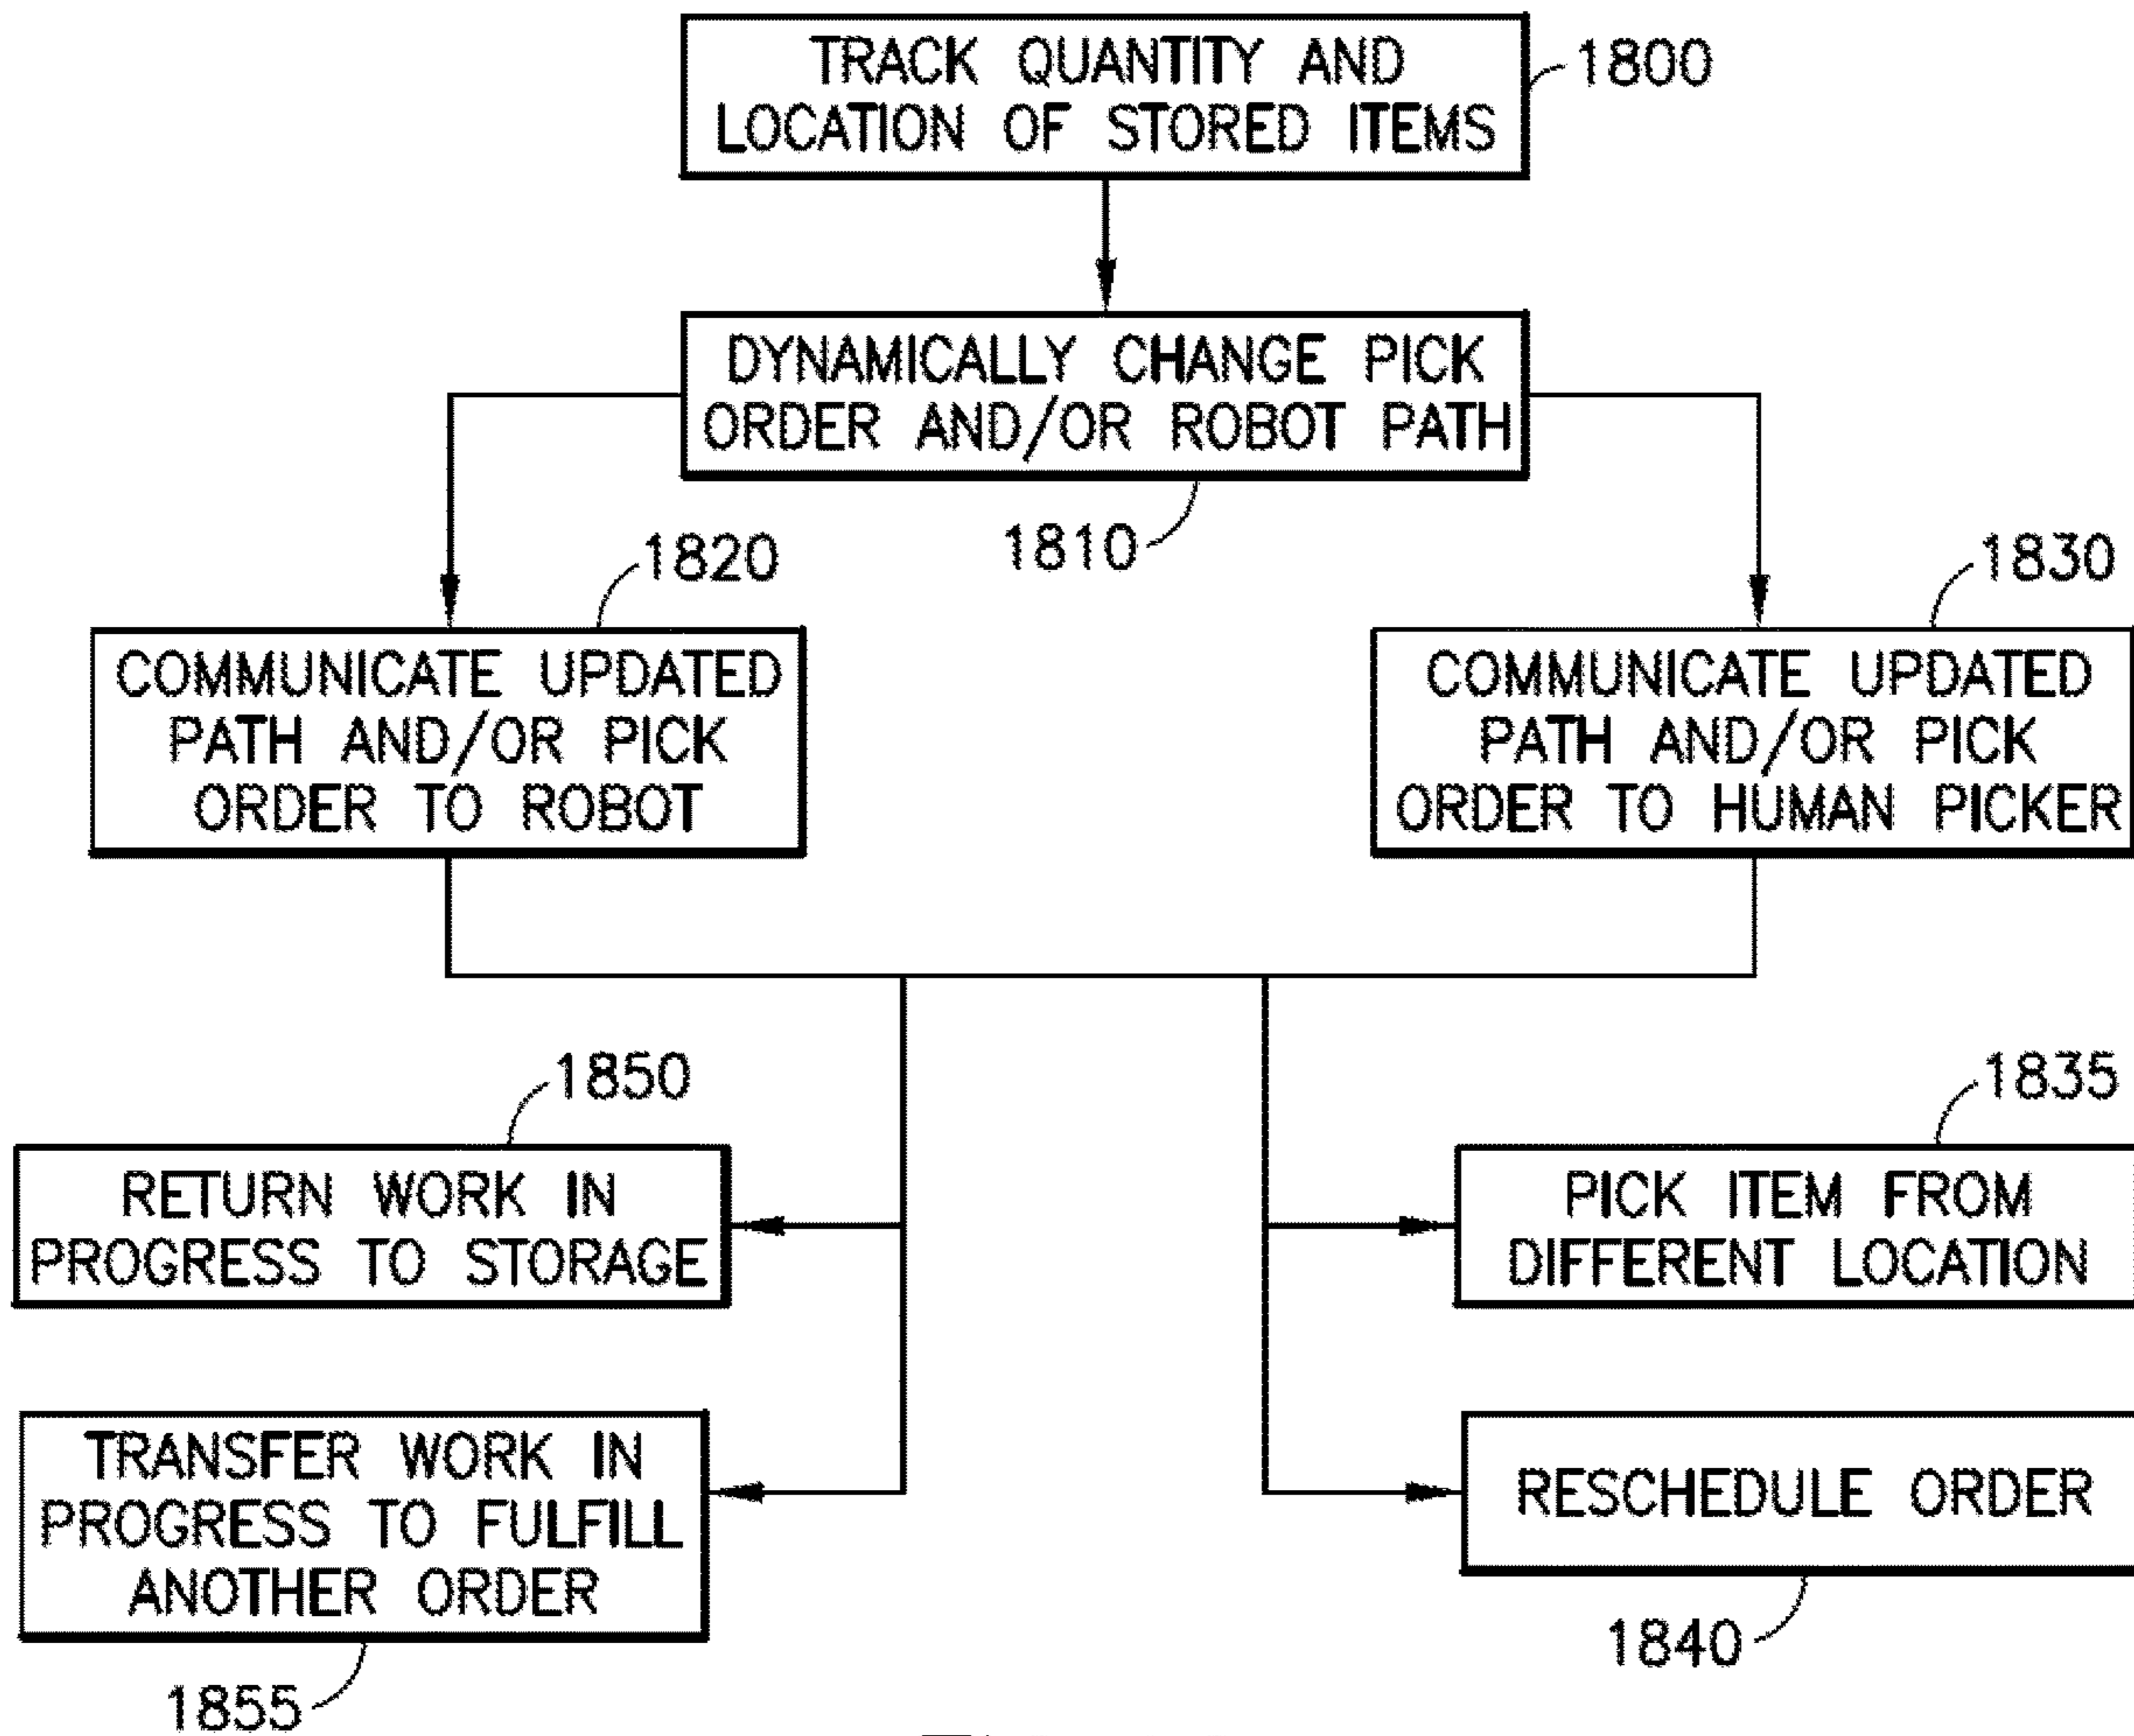 TRACK QUANTITY AND
LOCATION OF STORED ITEMS
1800
DYNAMICALLY CHANGE PICK
ORDER AND/OR ROBOT PATH
1810
1820
COMMUNICATE UPDATED
PATH AND/OR PICK
ORDER TO ROBOT
1830
COMMUNICATE UPDATED
PATH AND/OR PICK
ORDER TO HUMAN PICKER
1850
RETURN WORK IN
PROGRESS TO STORAGE
1835
PICK ITEM FROM
DIFFERENT LOCATION
TRANSFER WORK IN
PROGRESS TO FULFILL
ANOTHER ORDER
1855
RESCHEDULE ORDER
1840